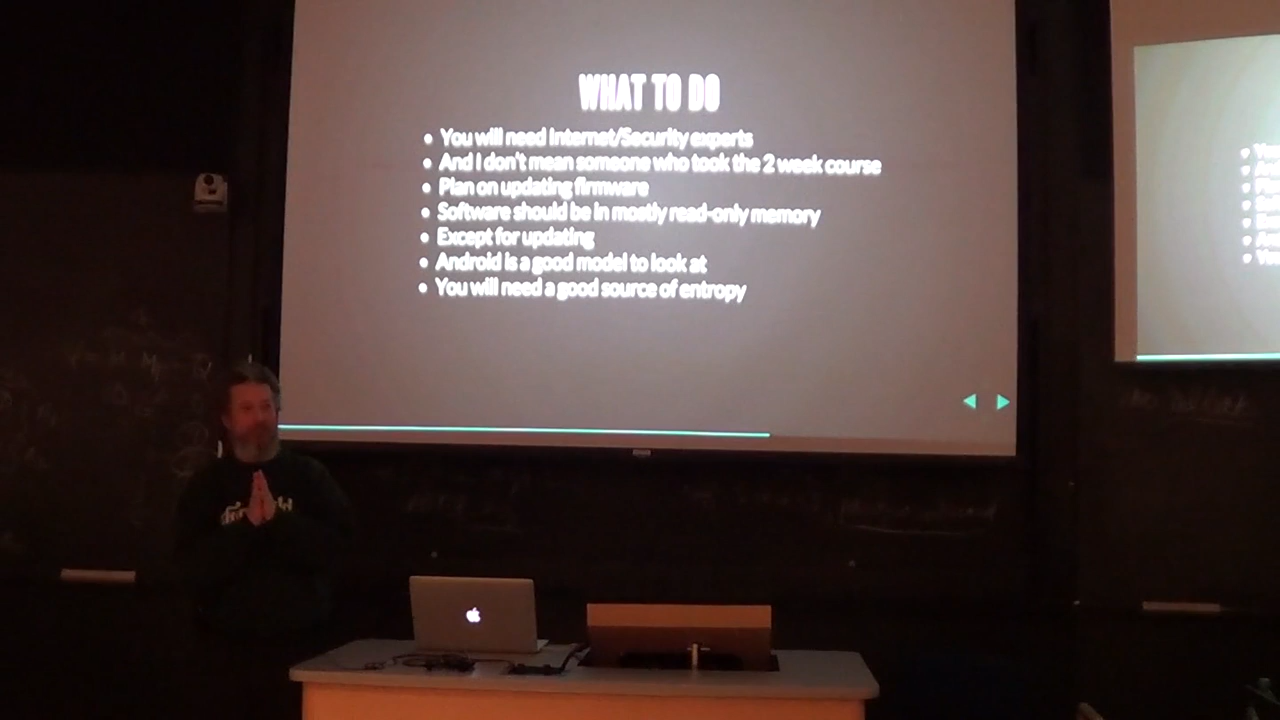 WHAT TO DO
You will need Internet/Security experts
And I don't mean someone who took the 2 week course
Plan on updating firmware
Software should be in mostly read-only memory
Except for updating
Android is a good model to look at
You will need a good source of entropy